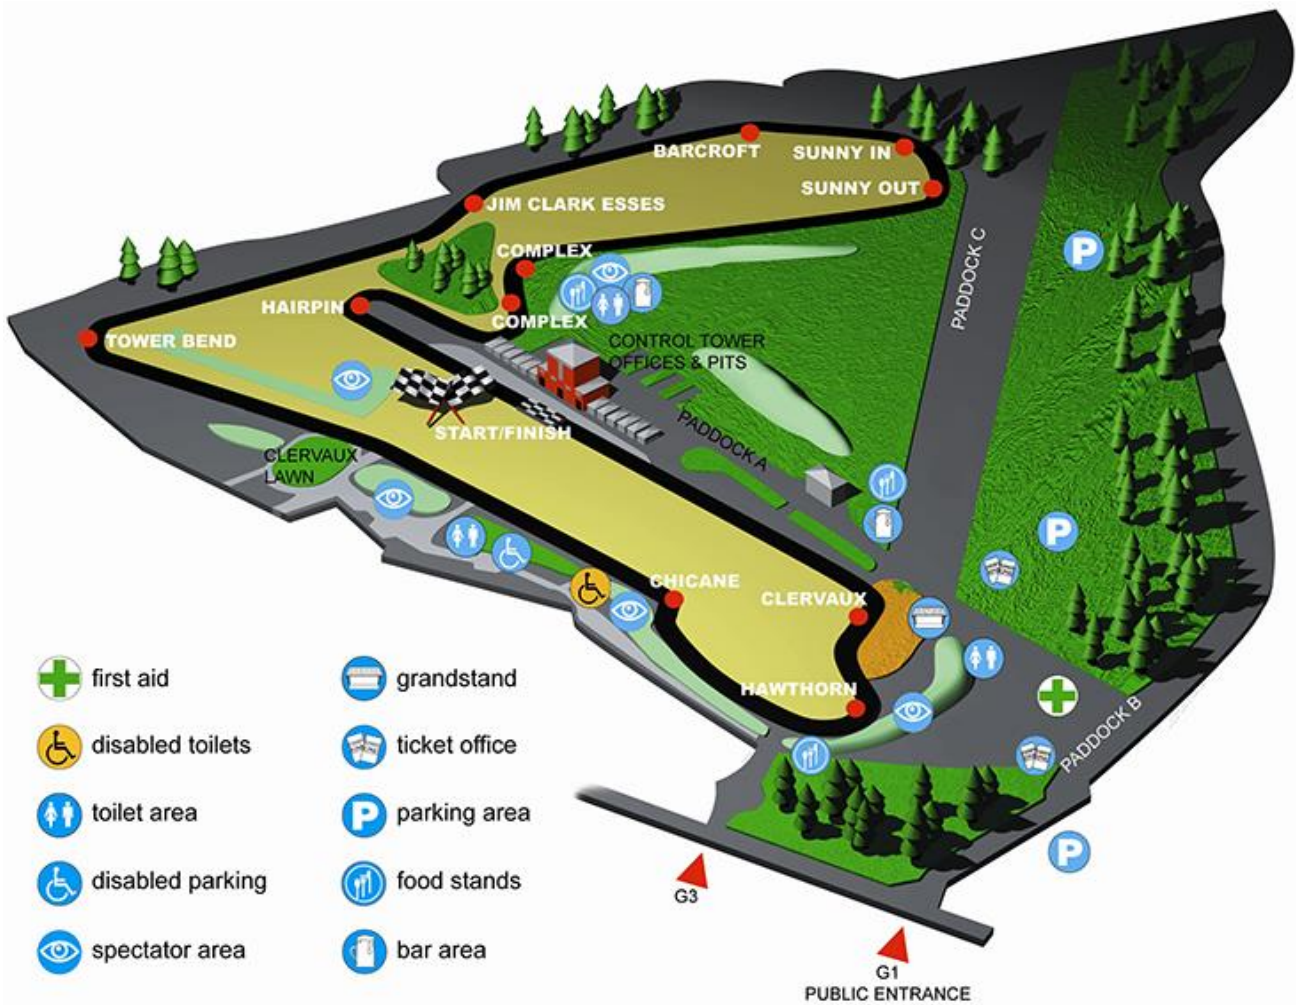 BARCROFT
SUNNY IN
SUNNY OUT
JIM CLARK ESSES
COMPLEX
PADDOCK C
P
HAIRPIN
COMPLEX
TOWER BEND
CONTROL TOWER
OFFICES & PITS
START/FINISH
PADDOCK A
CLERVAUX
LAWN
P
CHICANE
CLERVAUX
HAWTHORN
PADDOCK B
P
first aid
disabled toilets
toilet area
disabled parking
spectator area
grandstand
ticket office
P
parking area
food stands
bar area
G3
G1
PUBLIC ENTRANCE